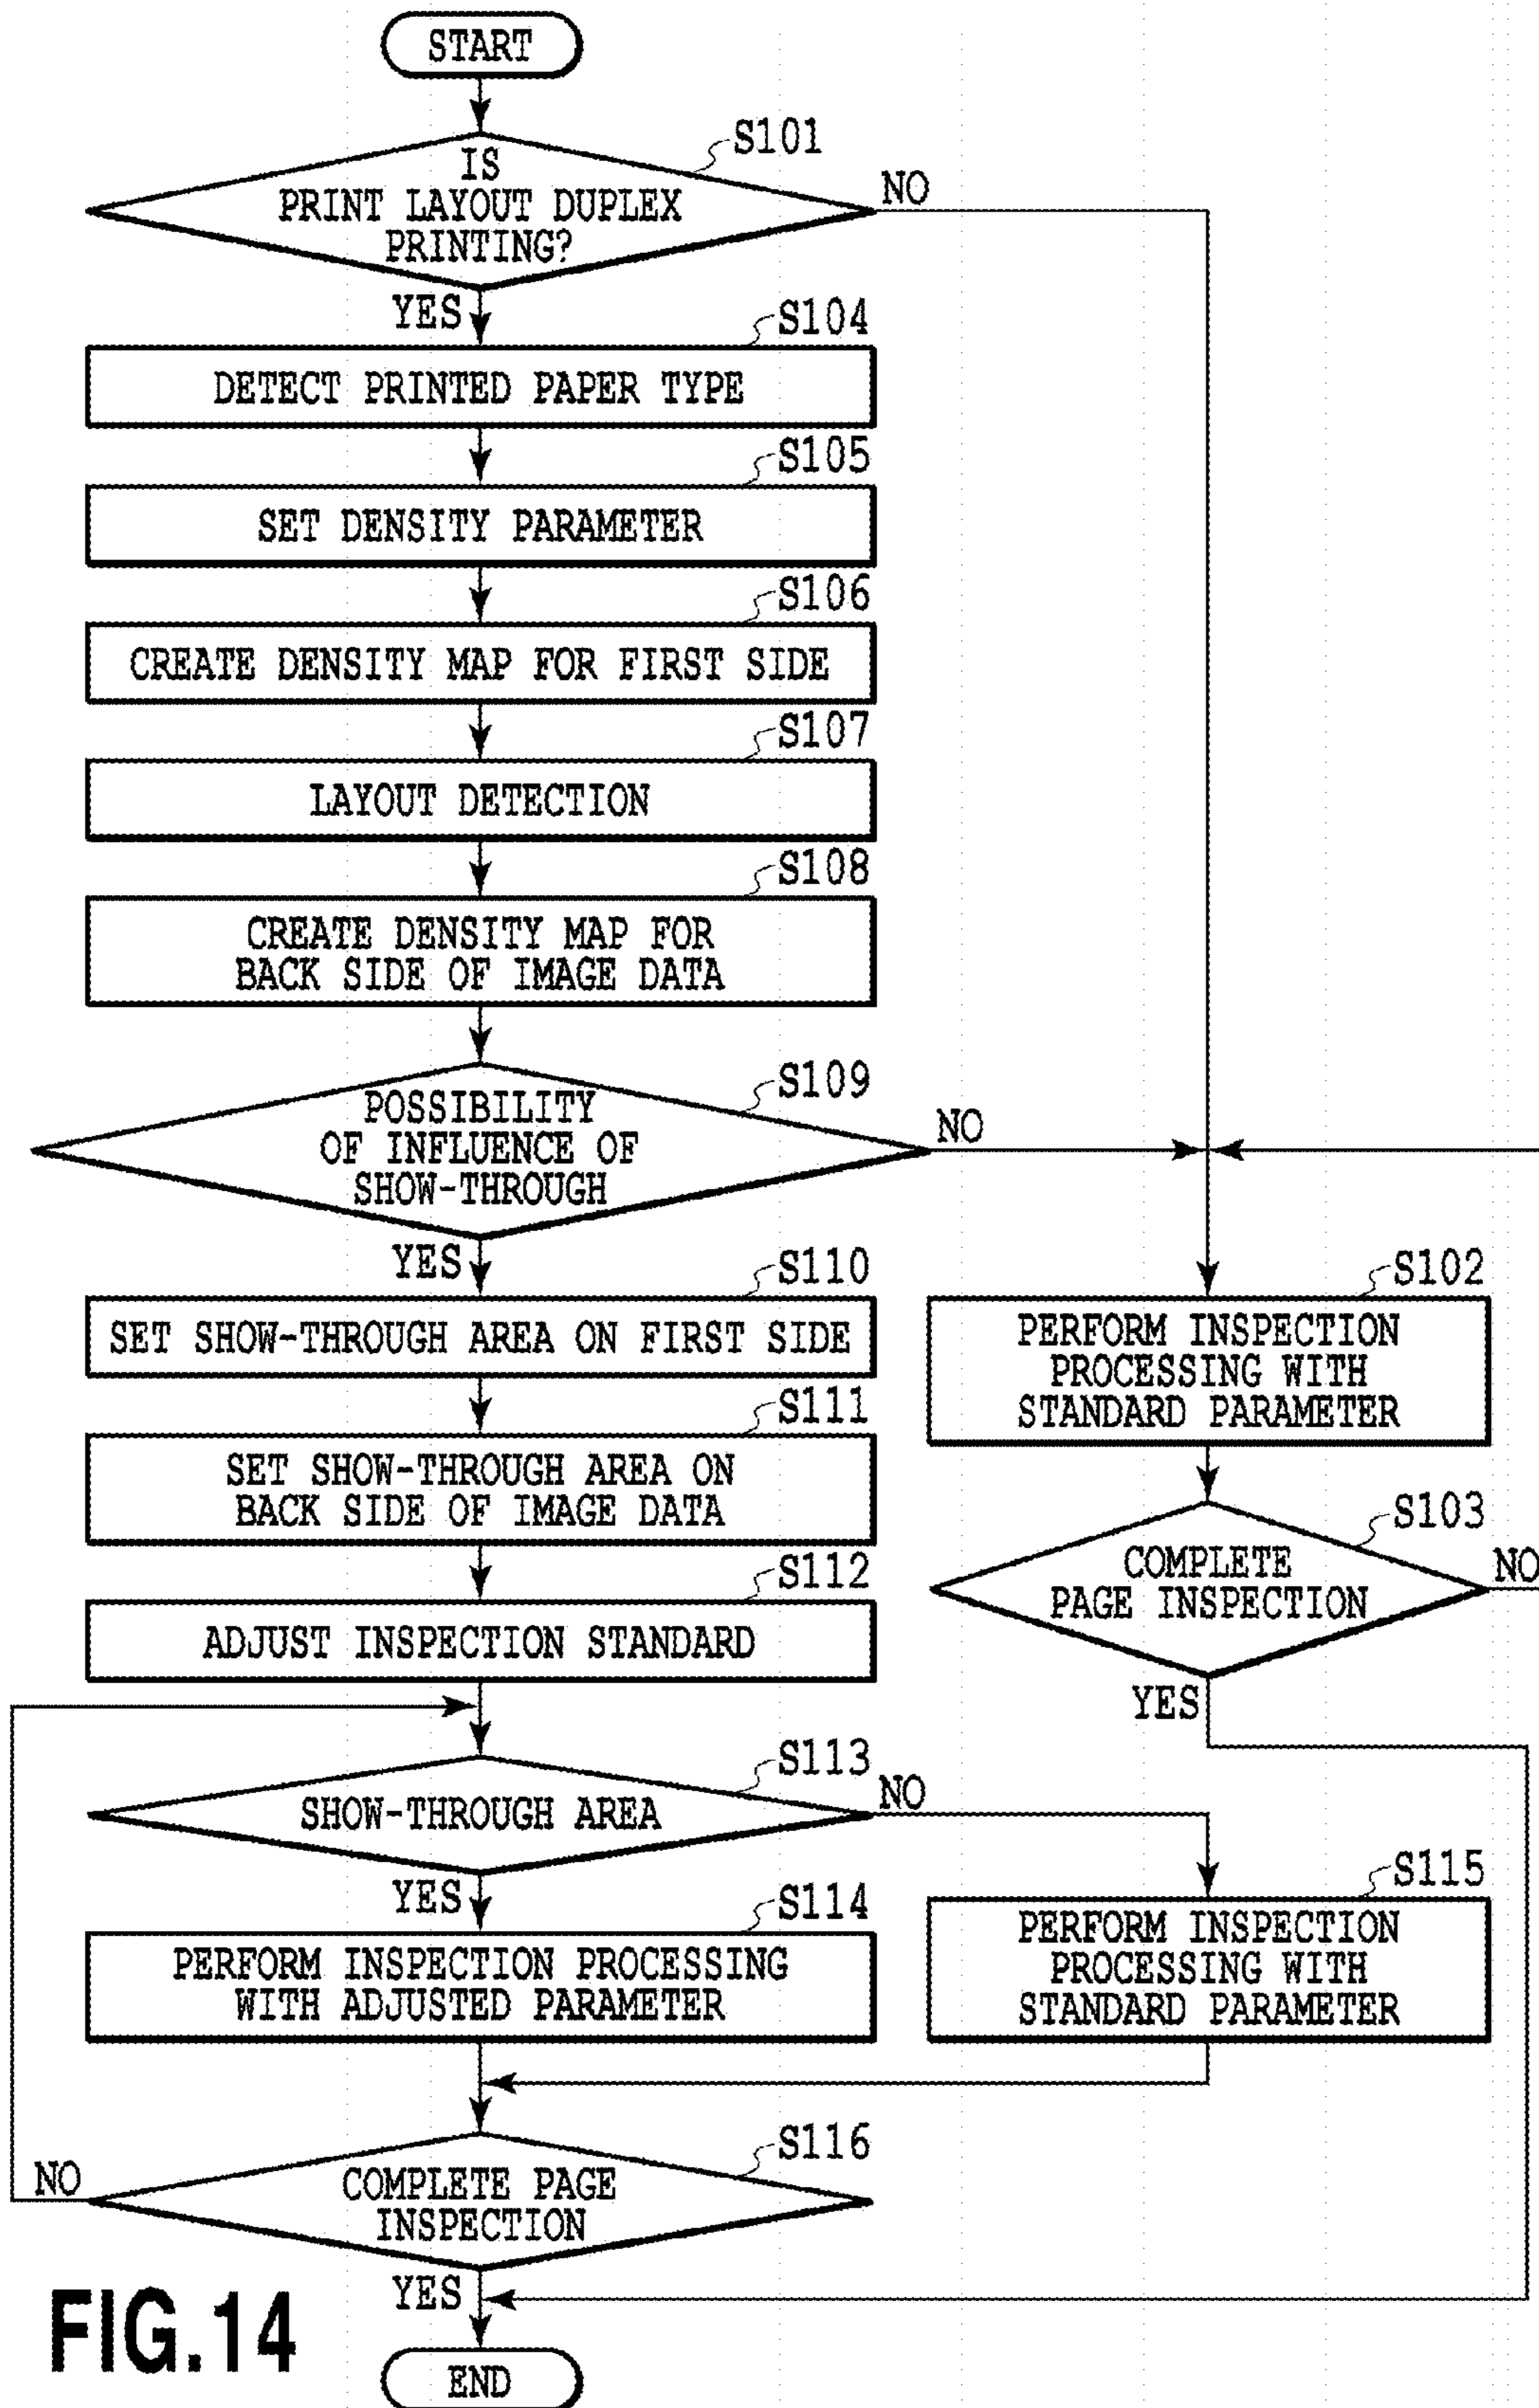 START
S101
IS
PRINT LAYOUT DUPLEX
PRINTING?
NO
YES
S104
DETECT PRINTED PAPER TYPE
S105
SET DENSITY PARAMETER
S106
CREATE DENSITY MAP FOR FIRST SIDE
S107
LAYOUT DETECTION
S108
CREATE DENSITY MAP FOR
BACK SIDE OF IMAGE DATA
S109
POSSIBILITY
OF INFLUENCE OF
SHOW-THROUGH
NO
YES
S110
SET SHOW-THROUGH AREA ON FIRST SIDE
S111
SET SHOW-THROUGH AREA ON
BACK SIDE OF IMAGE DATA
S112
ADJUST INSPECTION STANDARD
S102
PERFORM INSPECTION
PROCESSING WITH
STANDARD PARAMETER
S103
COMPLETE
PAGE INSPECTION
NO
YES
S113
SHOW-THROUGH AREA
NO
YES
S114
PERFORM INSPECTION PROCESSING
WITH ADJUSTED PARAMETER
S115
PERFORM INSPECTION
PROCESSING WITH
STANDARD PARAMETER
S116
COMPLETE PAGE
INSPECTION
NO
YES
END
FIG.14